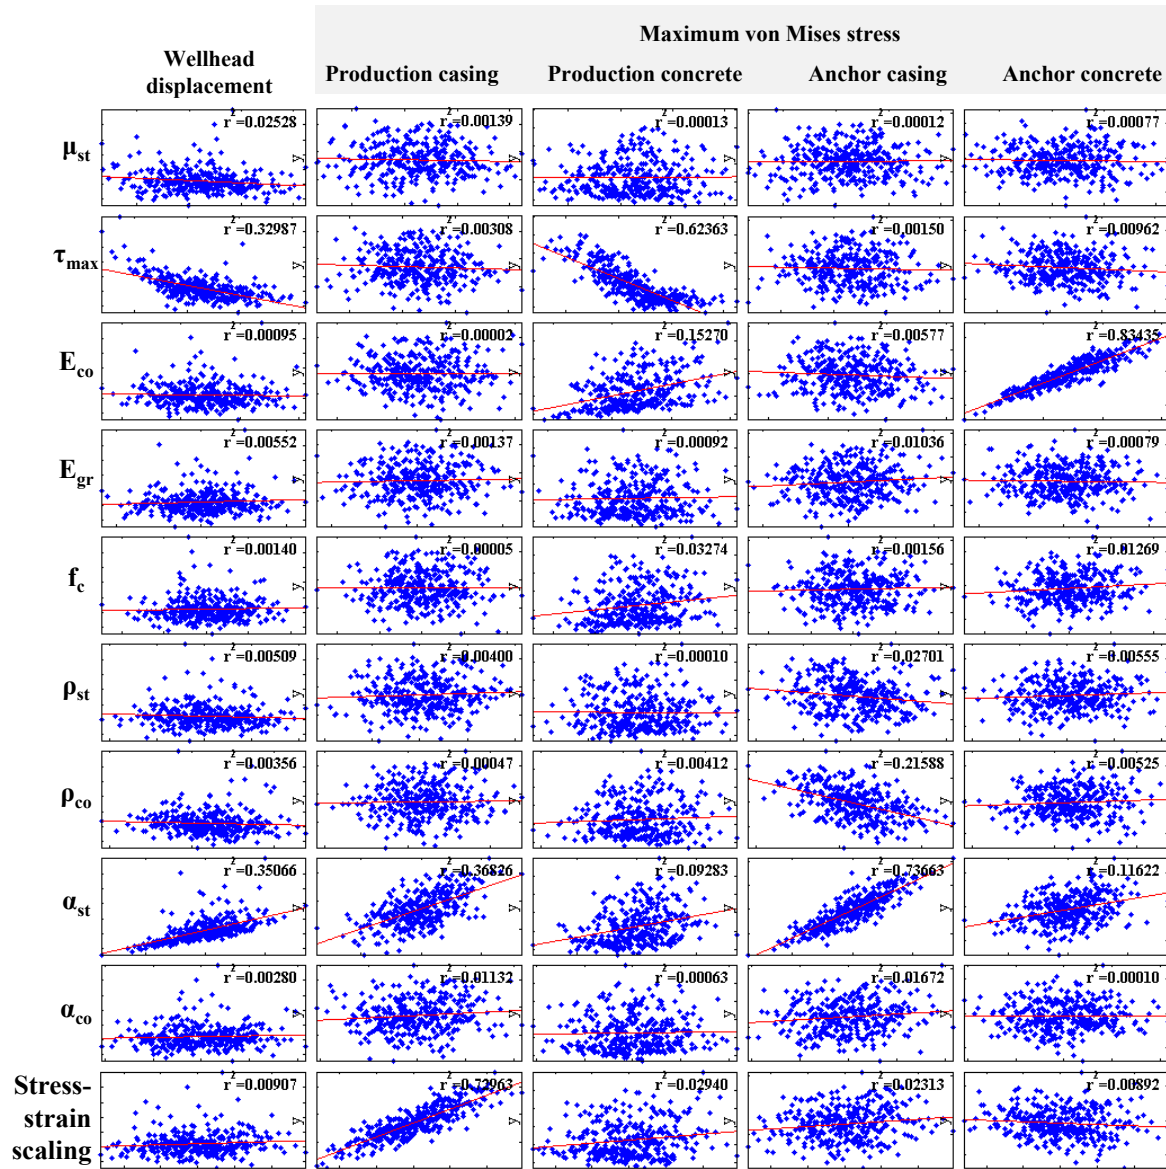 Maximum von Mises stress
Wellhead
displacement
Production casing
Production concrete
Anchor casing
Anchor concrete
μst r²=0.02528 r²=0.00139 r²=0.00013 r²=0.00012 r²=0.00077
τmax r²=0.32987 r²=0.00308 r²=0.62363 r²=0.00150 r²=0.00962
Eco r²=0.00095 r²=0.00002 r²=0.15270 r²=0.00577 r²=0.83435
Egr r²=0.00552 r²=0.00137 r²=0.00092 r²=0.01036 r²=0.00079
fc r²=0.00140 r²=0.00005 r²=0.03274 r²=0.00156 r²=0.01269
ρst r²=0.00509 r²=0.00400 r²=0.00010 r²=0.02701 r²=0.00555
ρco r²=0.00356 r²=0.00047 r²=0.00412 r²=0.21588 r²=0.00525
αst r²=0.35066 r²=0.36826 r²=0.09283 r²=0.73663 r²=0.11622
αco r²=0.00280 r²=0.01132 r²=0.00063 r²=0.01672 r²=0.00010
Stress-
strain
scaling
r²=0.00907 r²=0.72963 r²=0.02940 r²=0.02313 r²=0.00892